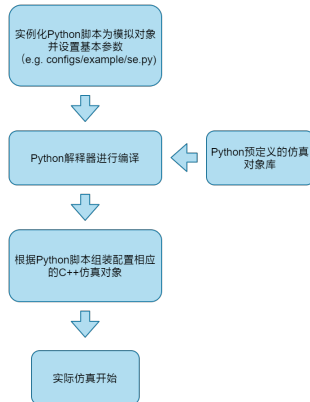 实例化Python脚本为模拟对象
并设置基本参数
（e.g. configs/example/se.py)
Python解释器进行编译
Python预定义的仿真
对象库
根据Python脚本组装配置相应
的C++仿真对象
实际仿真开始